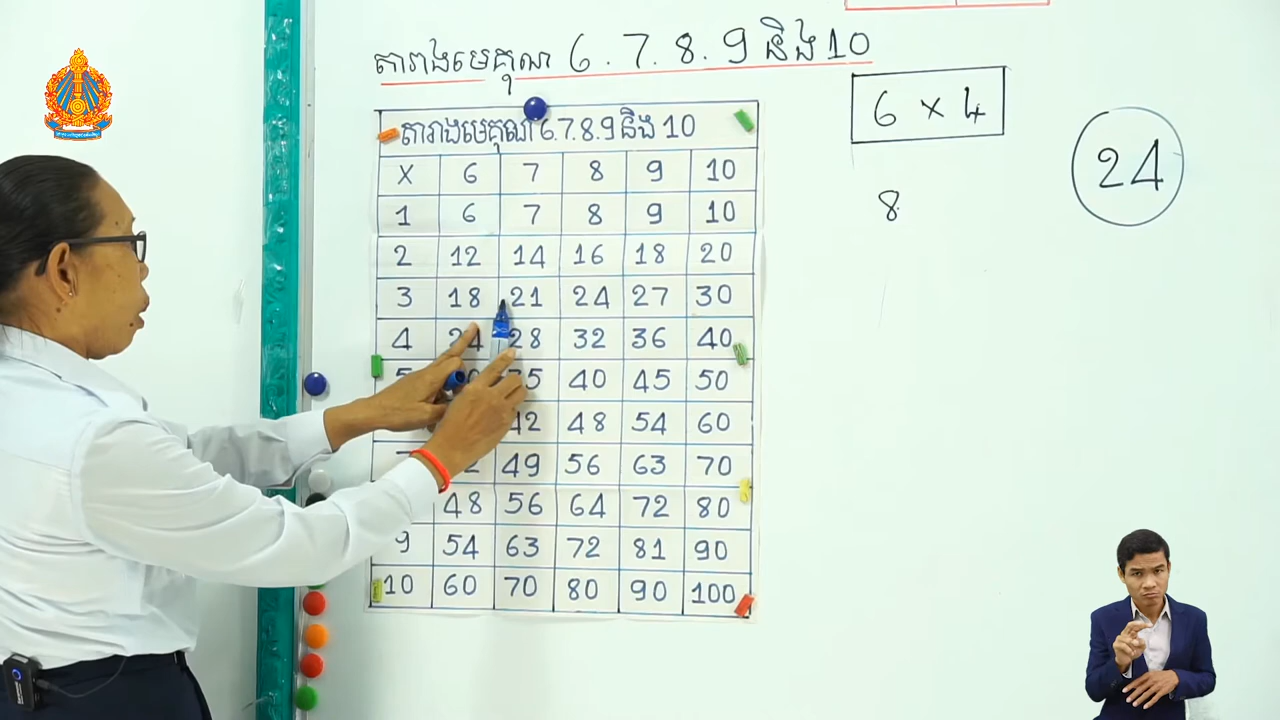 តារាងមេគុណ 6 . 7 . 8 . 9 និង 10
តារាងមេគុណ 6.7.8.9 និង 10
X 6 7 8 9 10
1 6 7 8 9 10
2 12 14 16 18 20
3 18 21 24 27 30
4 24 28 32 36 40
40 45 50
42 48 54 60
49 56 63 70
48 56 64 72 80
9 54 63 72 81 90
10 60 70 80 90 100
6 × 4
8
24